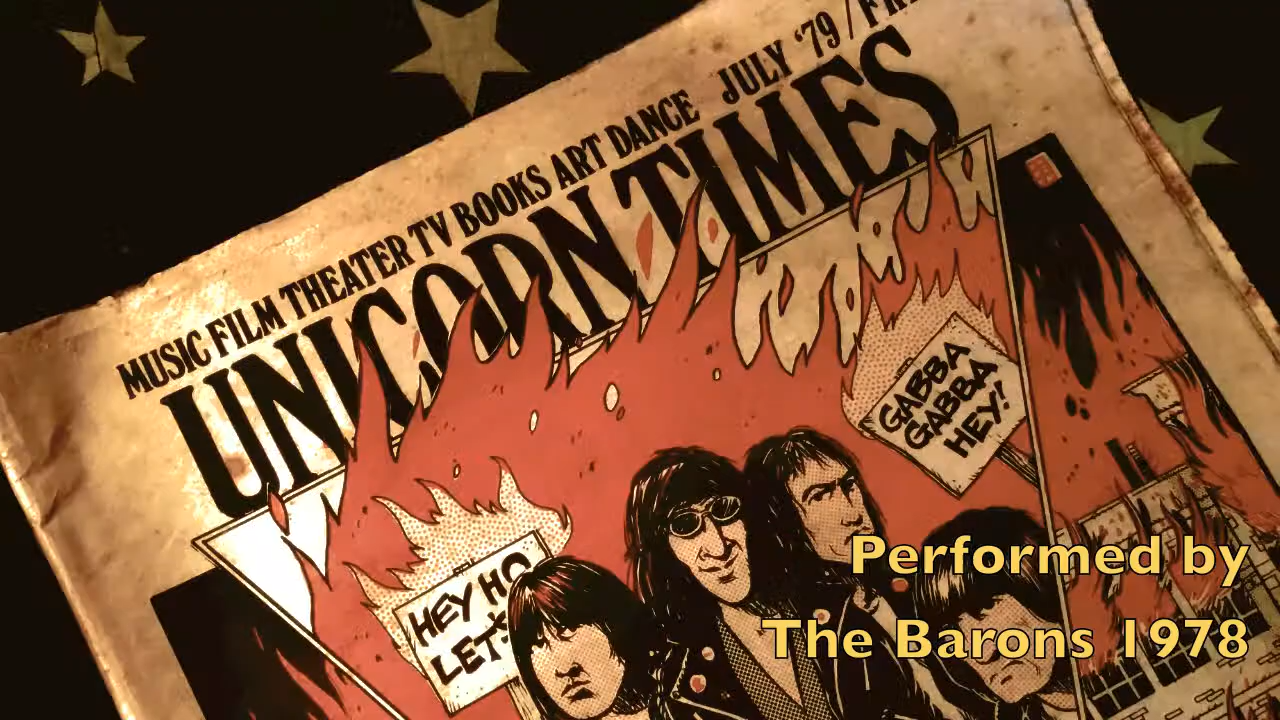 MUSIC FILM THEATER TV BOOKS ART DANCE JULY '79 /
UNICORN TIMES
GABBA
GABBA
HEY!
HEY HO
LET'S
Performed by
The Barons 1978